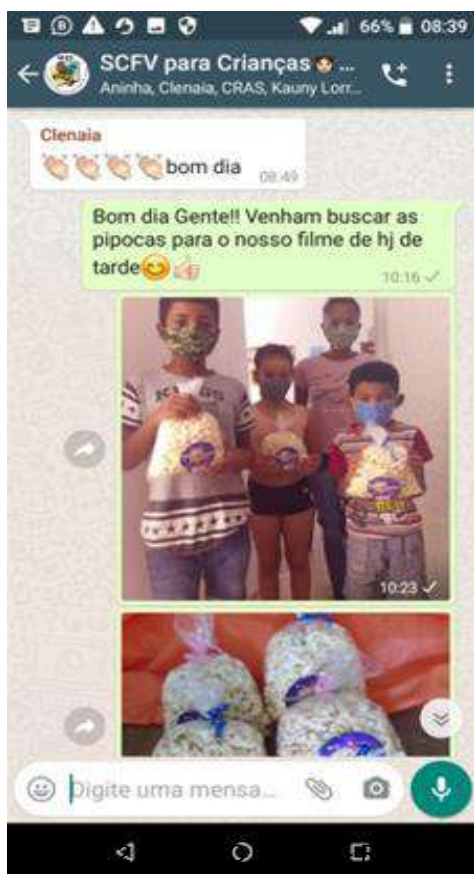 66% 08:39
SCFV para Crianças👧🏻 ...
Aninha, Clenaia, CRAS, Kauny Lorr...
Clenaia
👏🏻👏🏻👏🏻👏🏻bom dia 08:49
Bom dia Gente!! Venham buscar as
pipocas para o nosso filme de hj de
tarde😊👍🏻
10:16
10:23
Digite uma mensa...